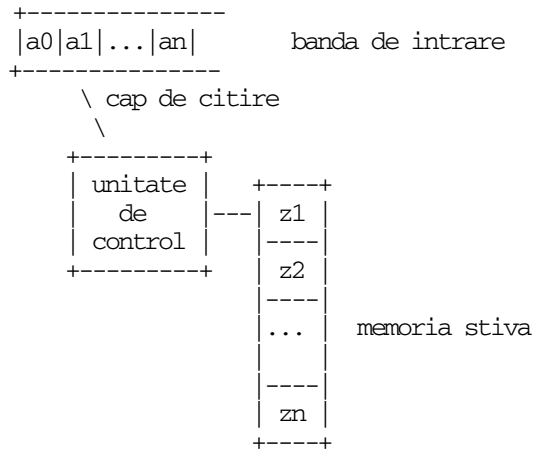 |a0|a1|...|an| banda de intrare
\ cap de citire
unitate
de z1
control
z2
... memoria stiva
zn